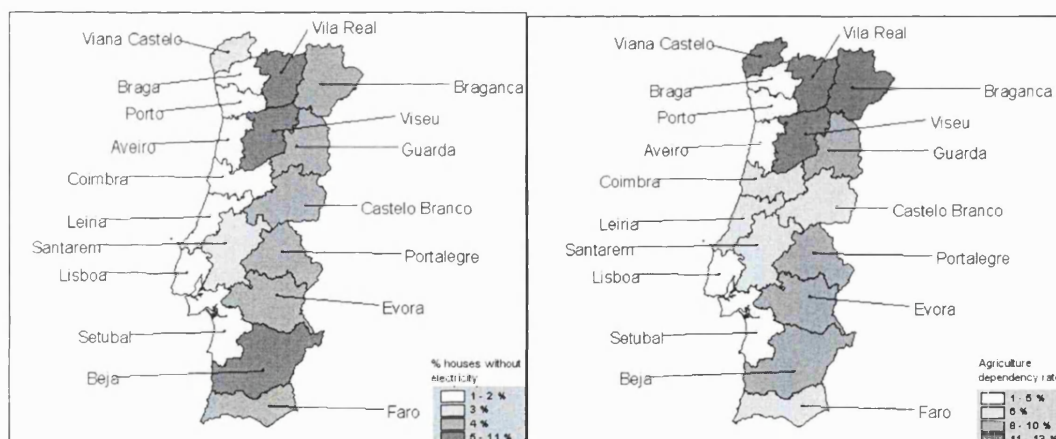 Viana Castelo
Vila Real
Braga
Braganca
Porto
Viseu
Aveiro
Guarda
Coimbra
Castelo Branco
Leiria
Santarem
Portalegre
Lisboa
Evora
Setubal
Beja
Faro
% houses without
electricity
1 - 2 %
3 %
4 %
5 - 11 %
Viana Castelo
Vila Real
Braga
Braganca
Porto
Viseu
Aveiro
Guarda
Coimbra
Castelo Branco
Leiria
Santarem
Portalegre
Lisboa
Evora
Setubal
Beja
Faro
Agriculture
dependency rate
1 - 5 %
6 %
8 - 10 %